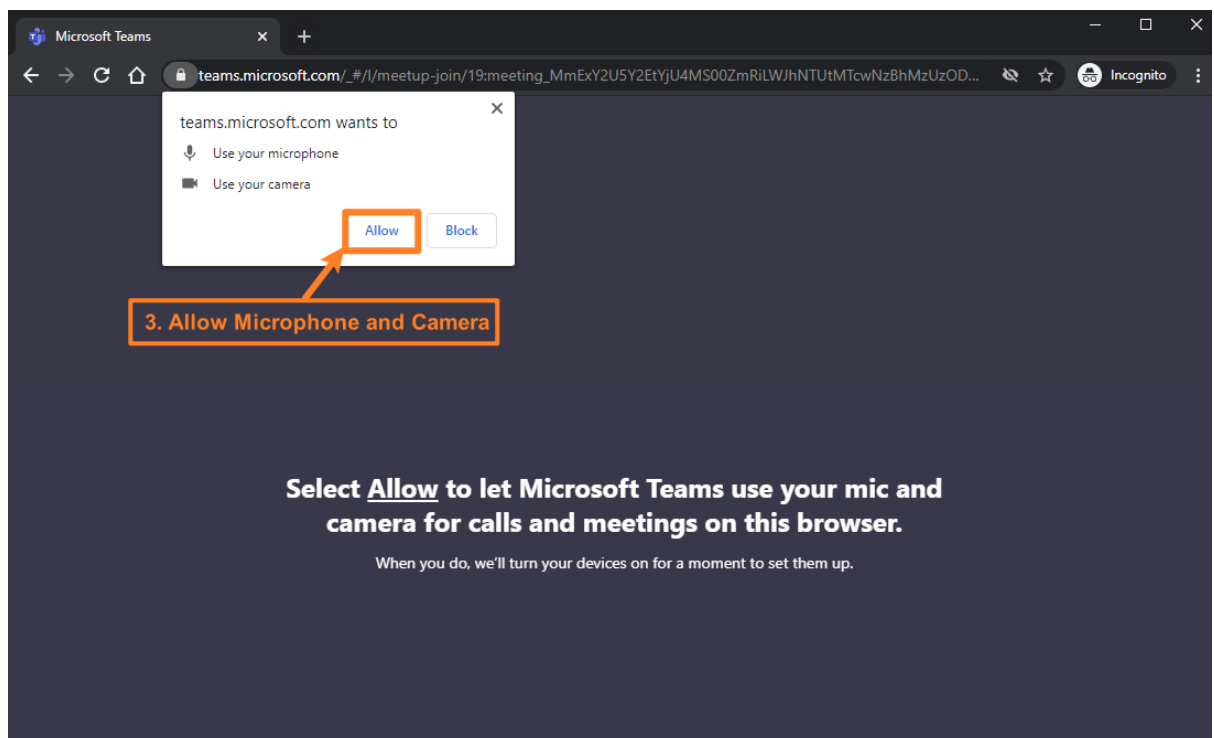 Microsoft Teams
teams.microsoft.com/_#/l/meetup-join/19:meeting_MmExY2U5Y2EtYjU4MS00ZmRiLWJhNTUtMTcwNzBhMzUzOD...
Incognito
teams.microsoft.com wants to
Use your microphone
Use your camera
Allow
Block
3. Allow Microphone and Camera
Select Allow to let Microsoft Teams use your mic and
camera for calls and meetings on this browser.
When you do, we'll turn your devices on for a moment to set them up.